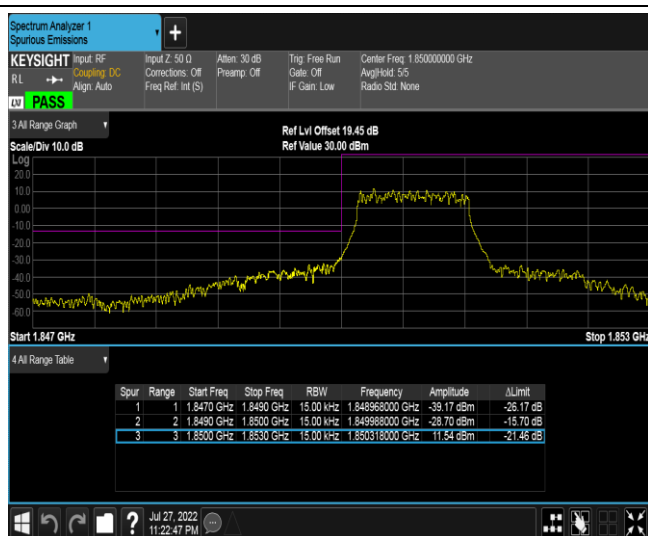 Spectrum Analyzer 1
Spurious Emissions
+
KEYSIGHT Input: RF Input Z: 50 Ω Atten: 30 dB Trig: Free Run Center Freq: 1.850000000 GHz
RL Coupling: DC Corrections: Off Preamp: Off Gate: Off Avg|Hold: 5/5
Align: Auto Freq Ref: Int (S) IF Gain: Low Radio Std: None
LXI PASS
3 All Range Graph
Ref Lvl Offset 19.45 dB
Scale/Div 10.0 dB Ref Value 30.00 dBm
Log
20.0
10.0
0.00
-10.0
-20.0
-30.0
-40.0
-50.0
-60.0
Start 1.847 GHz Stop 1.853 GHz
4 All Range Table
Spur Range Start Freq Stop Freq RBW Frequency Amplitude ΔLimit
1 1 1.8470 GHz 1.8490 GHz 15.00 kHz 1.848968000 GHz -39.17 dBm -26.17 dB
2 2 1.8490 GHz 1.8500 GHz 15.00 kHz 1.849988000 GHz -28.70 dBm -15.70 dB
3 3 1.8500 GHz 1.8530 GHz 15.00 kHz 1.850318000 GHz 11.54 dBm -21.46 dB
? Jul 27, 2022
11:22:47 PM